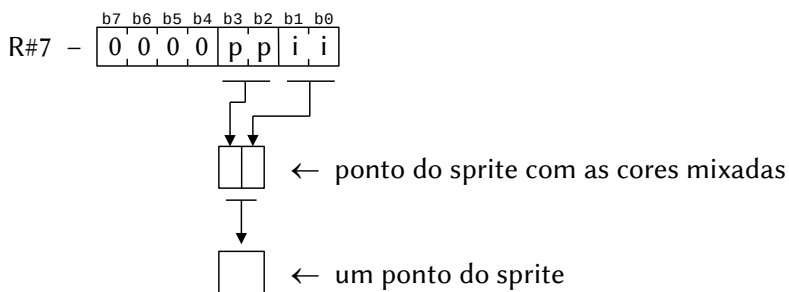 b7 b6 b5 b4 b3 b2 b1 b0
R#7 – 0 0 0 0 p p i i
← ponto do sprite com as cores mixadas
← um ponto do sprite